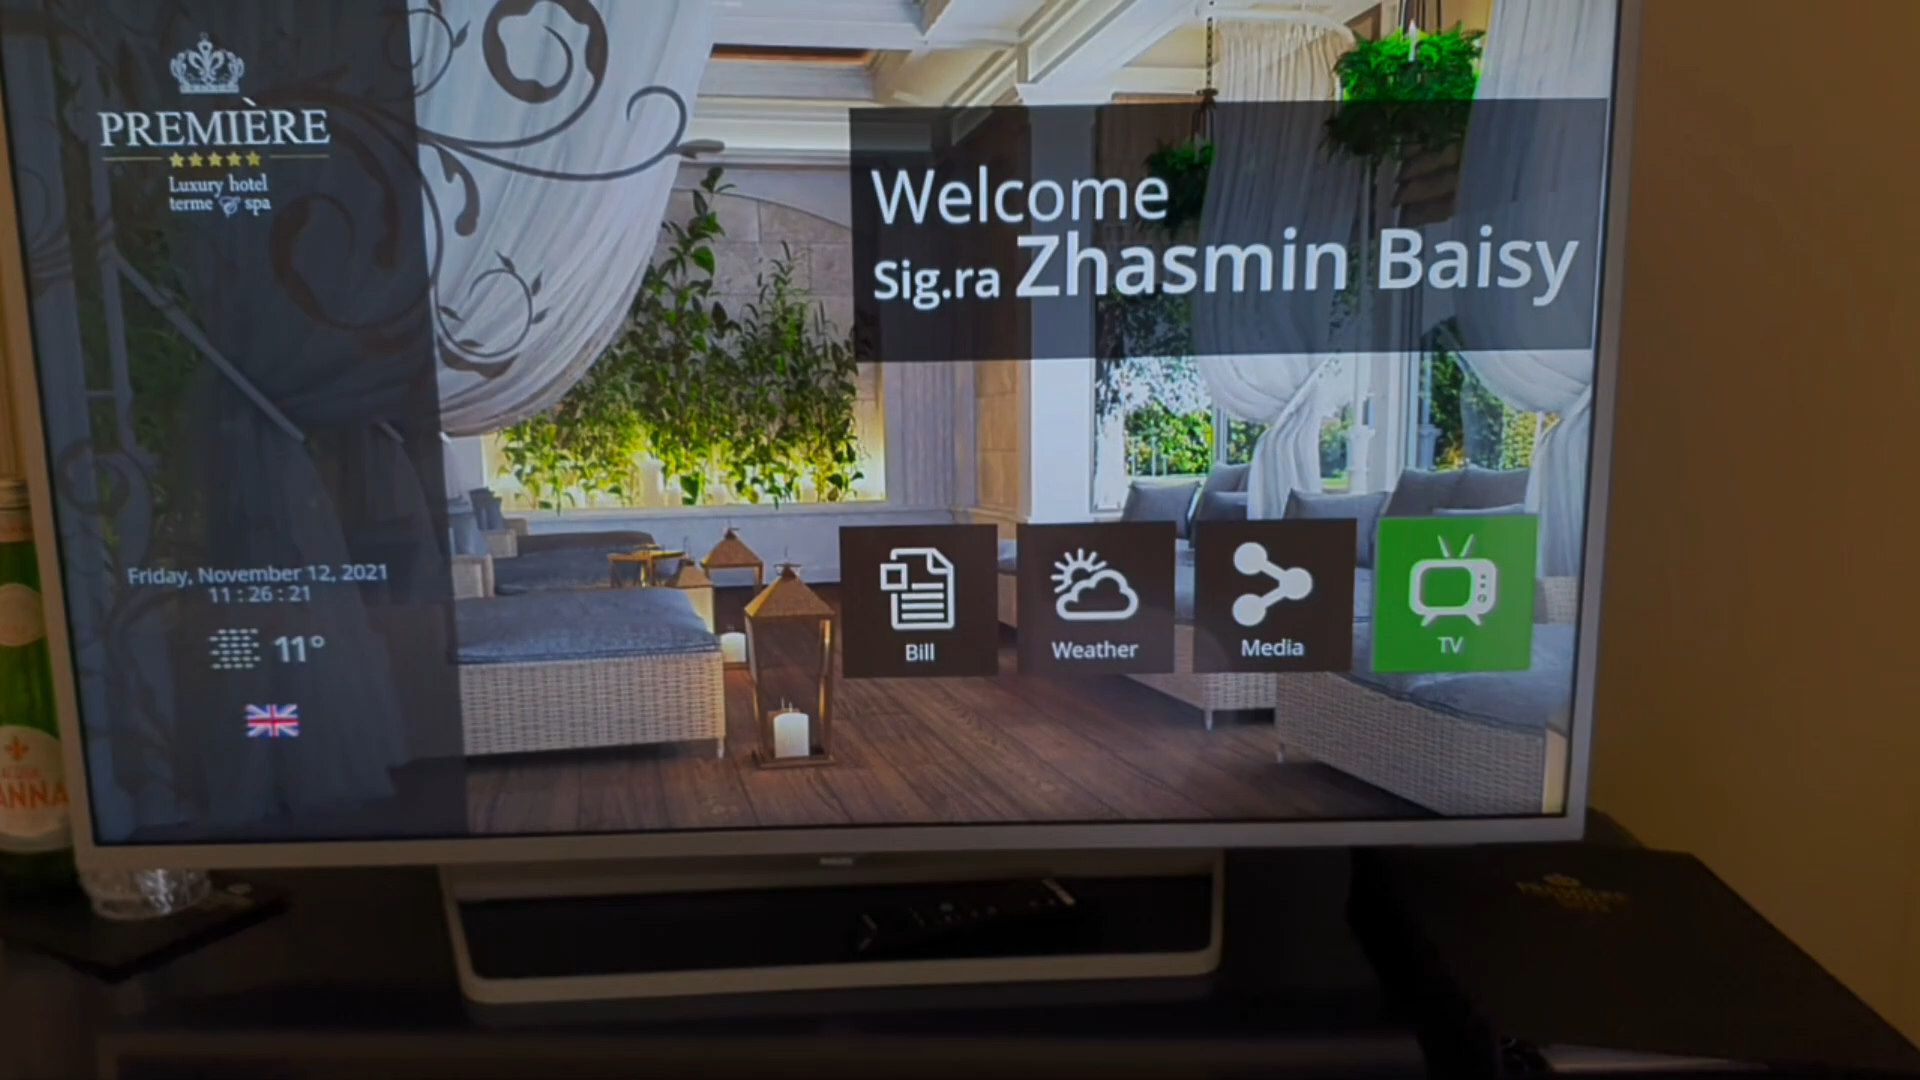 PREMIÈRE
Luxury hotel
terme & spa
Welcome
Sig.ra Zhasmin Baisy
Friday, November 12, 2021
11 : 26 : 21
11°
Bill
Weather
Media
TV
ANNA